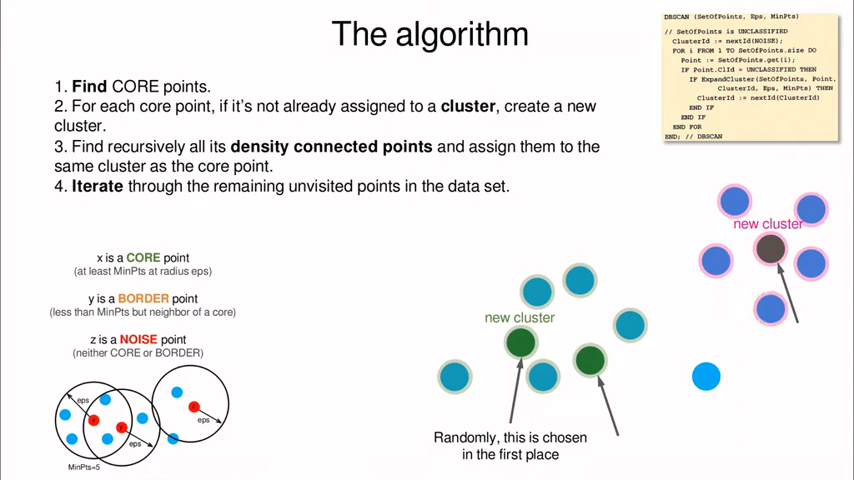 The algorithm
DBSCAN (SetOfPoints, Eps, MinPts)
// SetOfPoints is UNCLASSIFIED
ClusterId := nextId(NOISE);
FOR i FROM 1 TO SetOfPoints.size DO
Point := SetOfPoints.get(i);
IF Point.ClId = UNCLASSIFIED THEN
IF ExpandCluster(SetOfPoints, Point,
ClusterId, Eps, MinPts) THEN
ClusterId := nextId(ClusterId)
END IF
END IF
END FOR
END; // DBSCAN
1. Find CORE points.
2. For each core point, if it's not already assigned to a cluster, create a new
cluster.
3. Find recursively all its density connected points and assign them to the
same cluster as the core point.
4. Iterate through the remaining unvisited points in the data set.
x is a CORE point
(at least MinPts at radius eps)
y is a BORDER point
(less than MinPts but neighbor of a core)
z is a NOISE point
(neither CORE or BORDER)
eps
eps
eps
MinPts=5
new cluster
new cluster
Randomly, this is chosen
in the first place